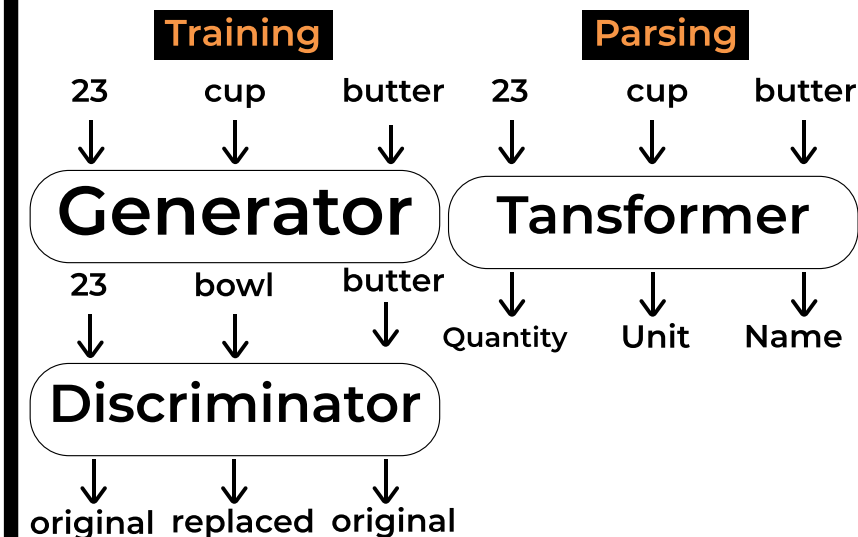 Training
23 cup butter
Generator
23 bowl butter
Discriminator
original replaced original
Parsing
23 cup butter
Tansformer
Quantity Unit Name